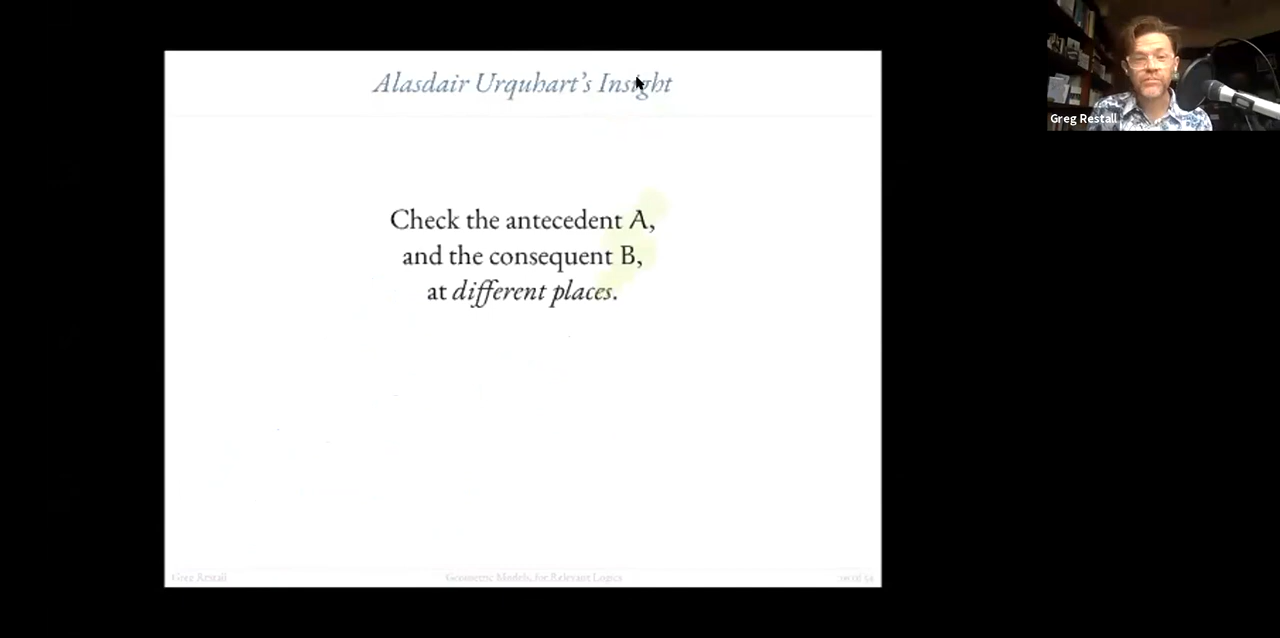 Alasdair Urquhart's Insight
Greg Restall
Check the antecedent A,
and the consequent B,
at different places.
Greg Restall
Geometric Models, for Relevant Logics